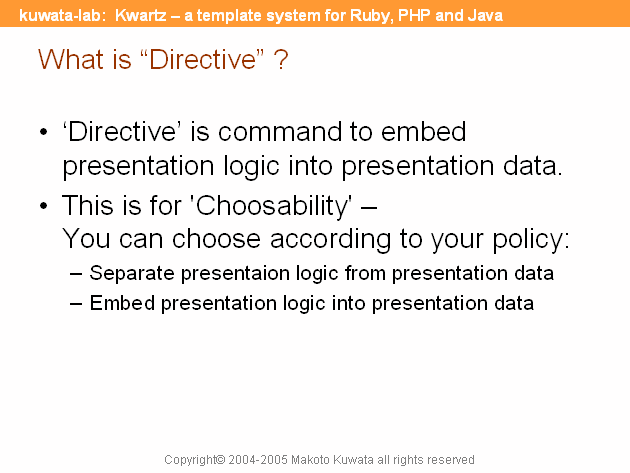 kuwata-lab: Kwartz – a template system for Ruby, PHP and Java
What is “Directive” ?
• ‘Directive’ is command to embed
presentation logic into presentation data.
• This is for 'Choosability' –
You can choose according to your policy:
– Separate presentaion logic from presentation data
– Embed presentation logic into presentation data
Copyright© 2004-2005 Makoto Kuwata all rights reserved